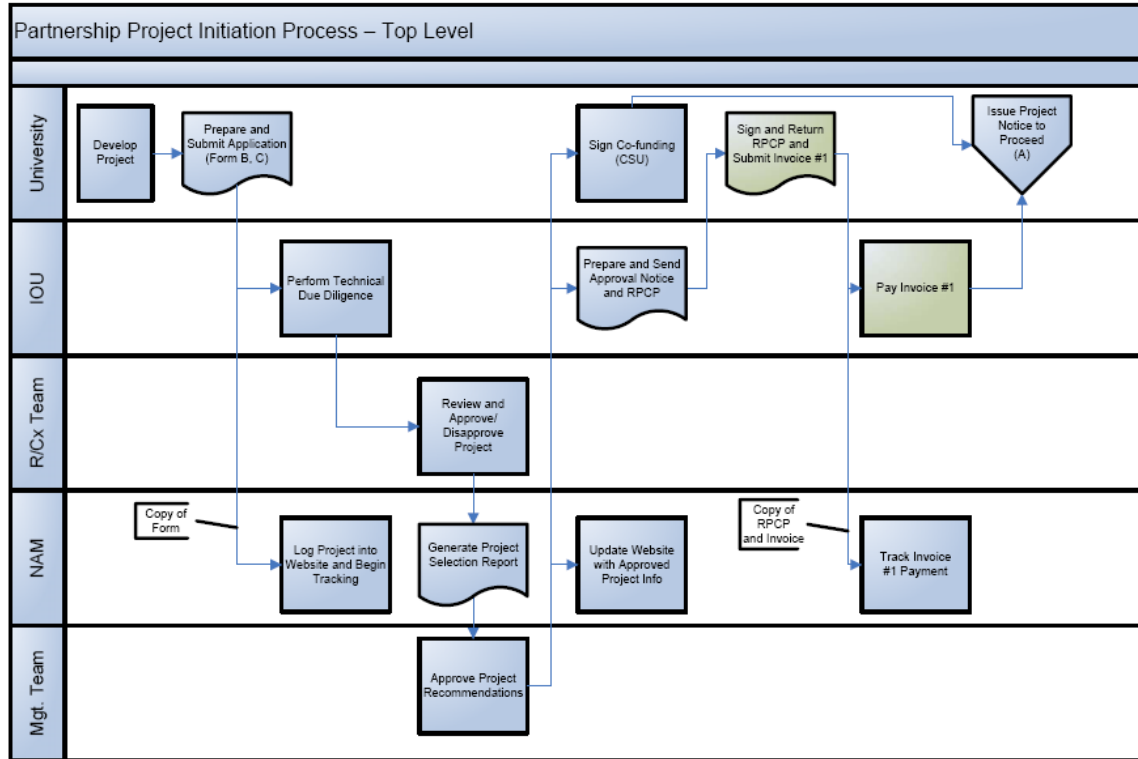 Partnership Project Initiation Process – Top Level
University
Develop
Project
Prepare and
Submit Application
(Form B, C)
Sign Co-funding
(CSU)
Sign and Return
RPCP and
Submit Invoice #1
Issue Project
Notice to
Proceed
(A)
IOU
Perform Technical
Due Diligence
Prepare and Send
Approval Notice
and RPCP
Pay Invoice #1
R/Cx Team
Review and
Approve/
Disapprove
Project
NAM
Copy of
Form
Log Project into
Website and Begin
Tracking
Generate Project
Selection Report
Update Website
with Approved
Project Info
Copy of
RPCP
and Invoice
Track Invoice
#1 Payment
Mgt. Team
Approve Project
Recommendations